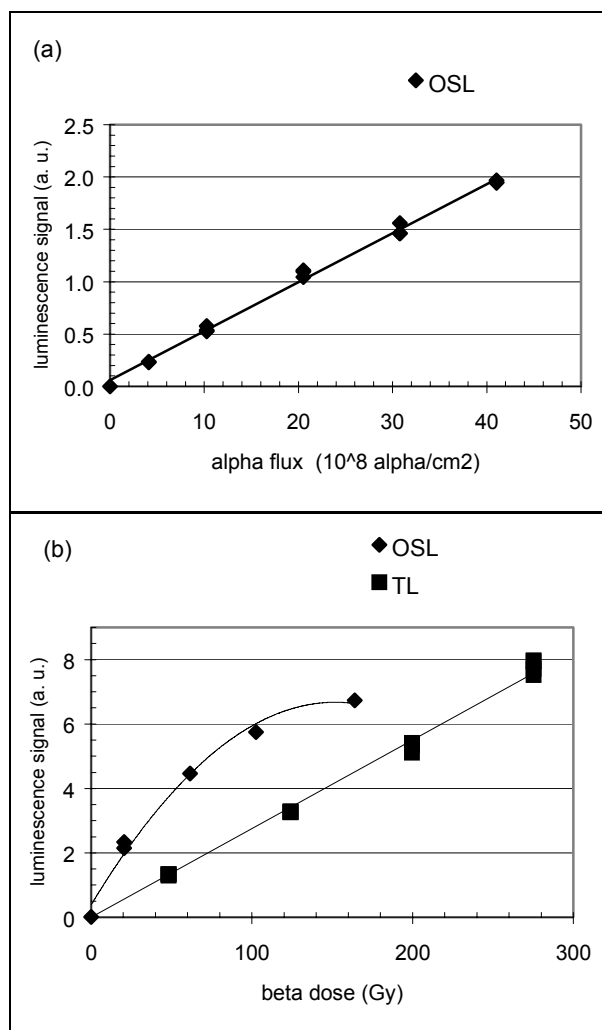 (a)
OSL
luminescence signal (a. u.)
2.5
2.0
1.5
1.0
0.5
0.0
0 10 20 30 40 50
alpha flux (10^8 alpha/cm2)
(b)
OSL
TL
luminescence signal (a. u.)
8
6
4
2
0
0 100 200 300
beta dose (Gy)